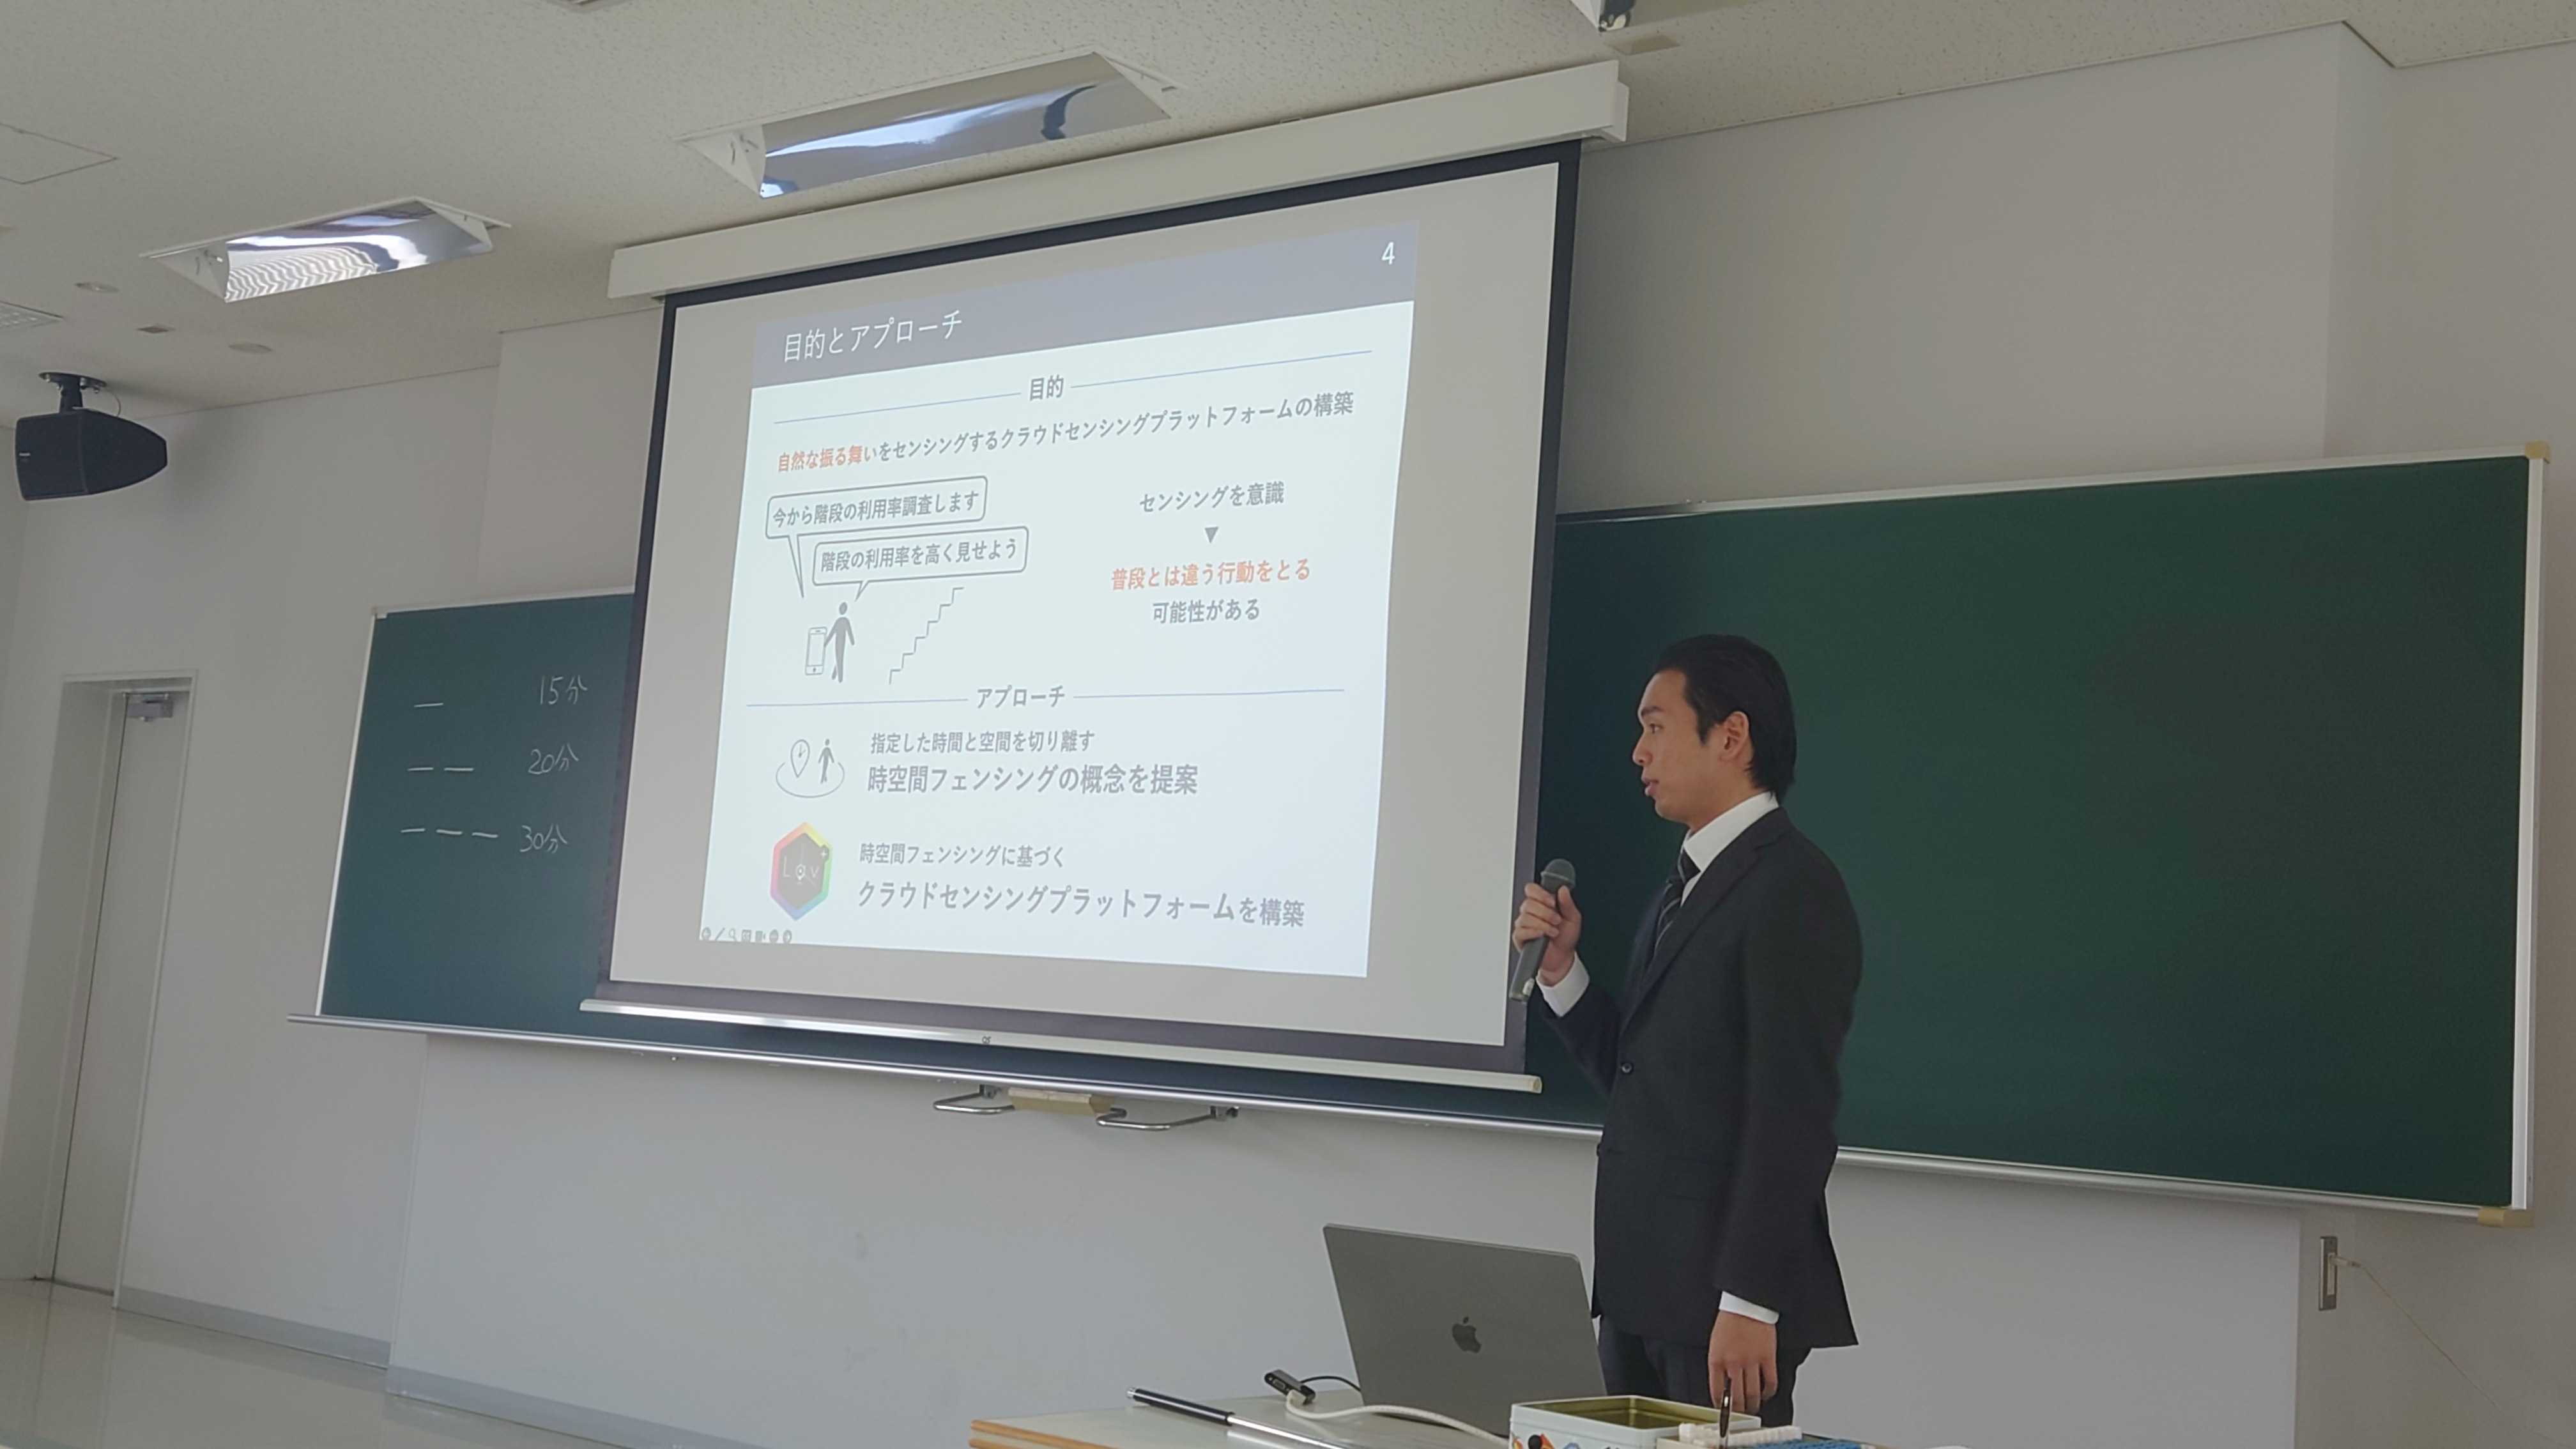 4
目的とアプローチ
目的
自然な振る舞いをセンシングするクラウドセンシングプラットフォームの構築
今から階段の利用率調査します
階段の利用率を高く見せよう
センシングを意識
▼
普段とは違う行動をとる
可能性がある
アプローチ
指定した時間と空間を切り離す
時空間フェンシングの概念を提案
時空間フェンシングに基づく
クラウドセンシングプラットフォームを構築
一 15分
一 一 20分
一 一 一 30分